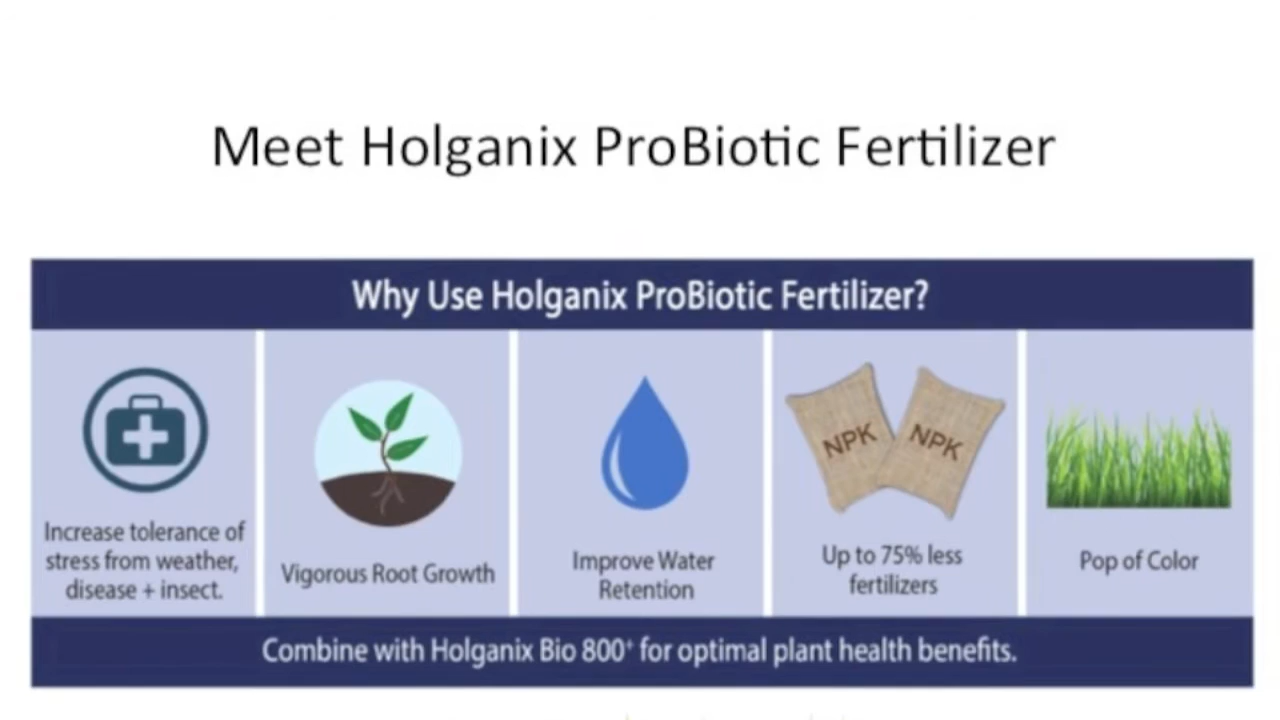 Meet Holganix ProBiotic Fertilizer
Why Use Holganix ProBiotic Fertilizer?
Increase tolerance of
stress from weather,
disease + insect.
Vigorous Root Growth
Improve Water
Retention
NPK
NPK
Up to 75% less
fertilizers
Pop of Color
Combine with Holganix Bio 800⁺ for optimal plant health benefits.